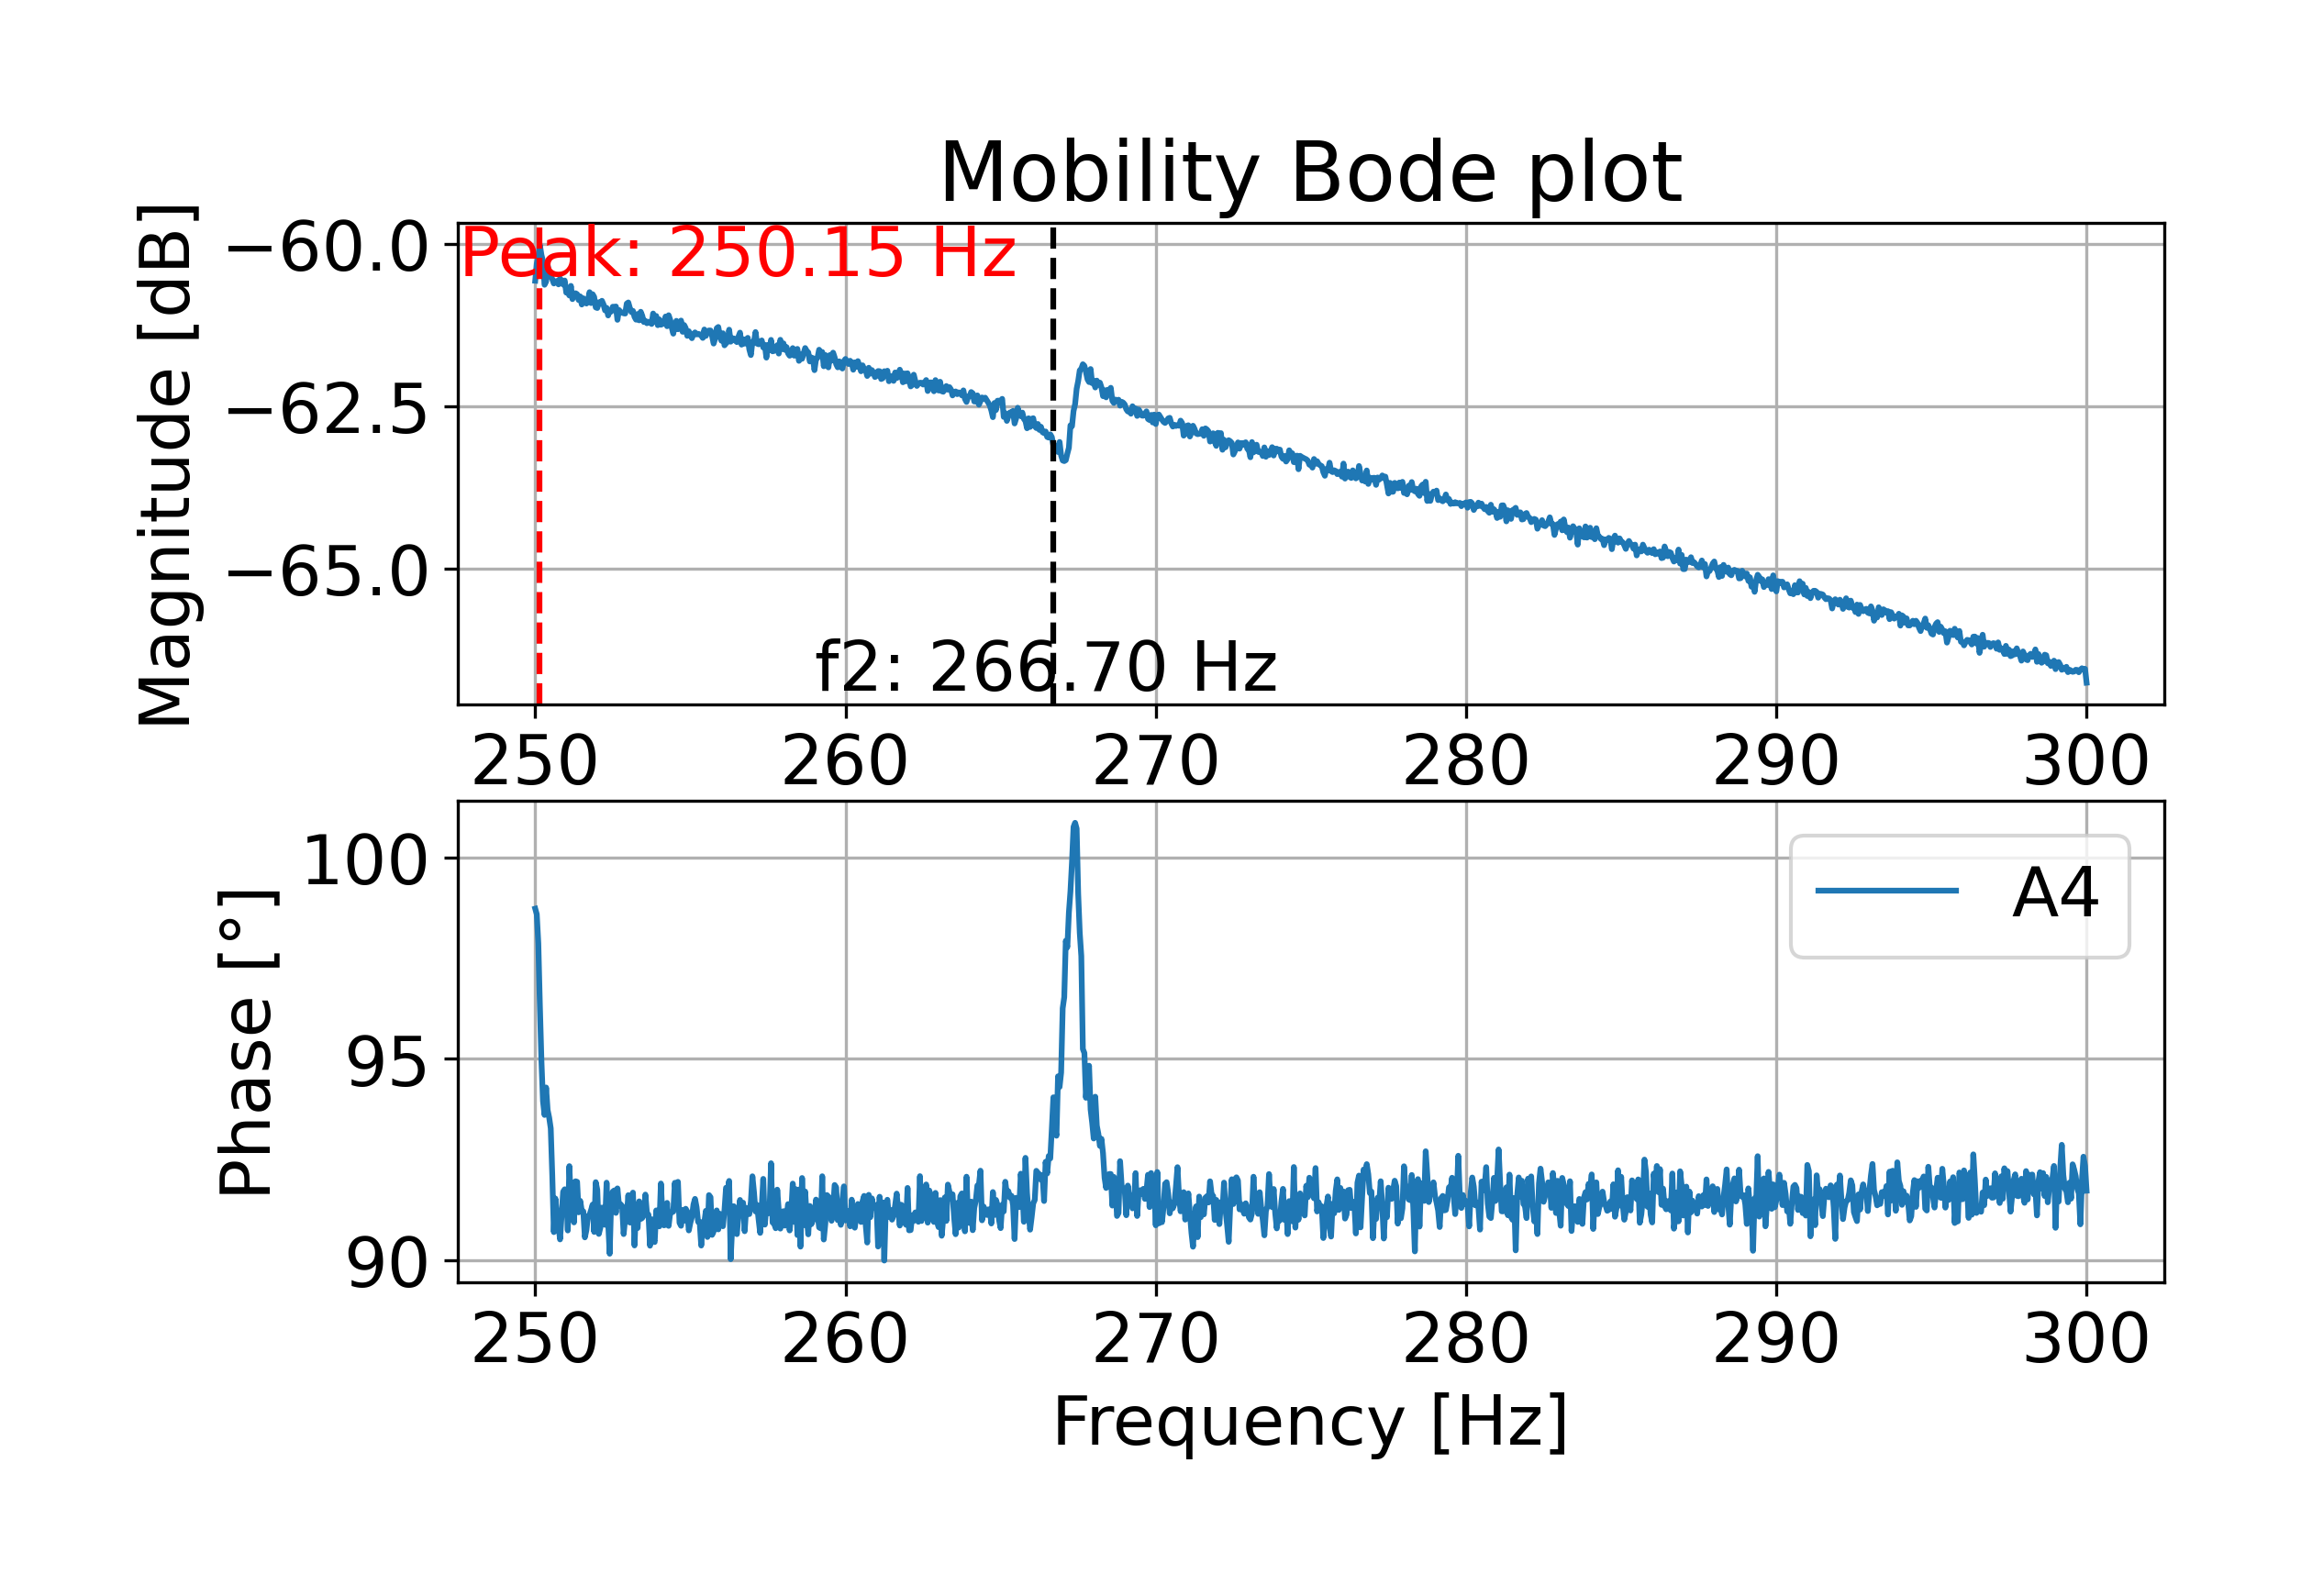 Mobility Bode plot
Magnitude [dB]
−60.0
−62.5
−65.0
Peak: 250.15 Hz
f2: 266.70 Hz
250 260 270 280 290 300
Phase [°]
100
95
90
A4
250 260 270 280 290 300
Frequency [Hz]